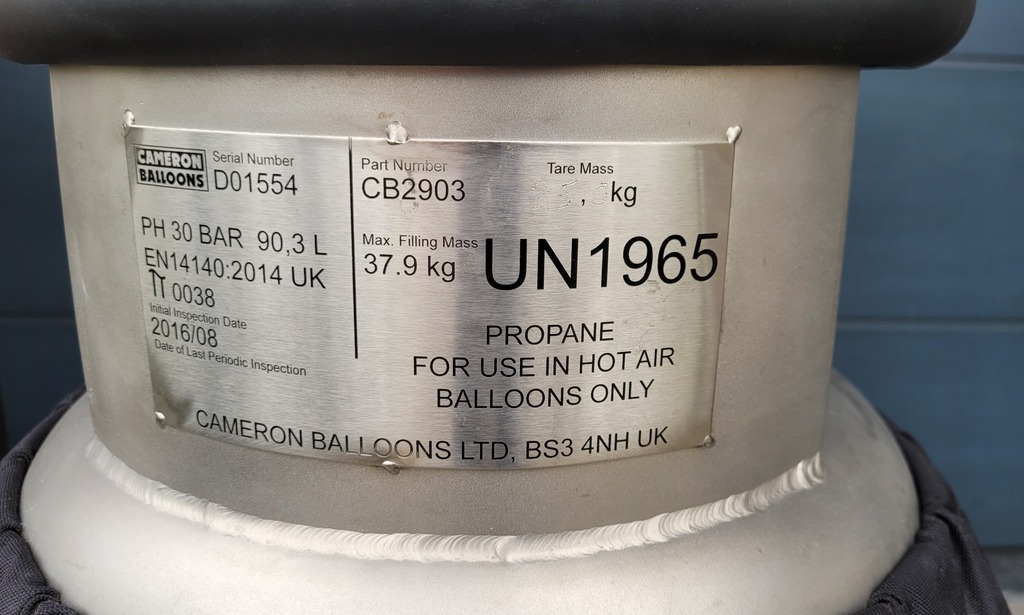 CAMERON
BALLOONS
Serial Number
D01554
PH 30 BAR 90,3 L
EN14140:2014 UK
π 0038
Initial Inspection Date
2016/08
Date of Last Periodic Inspection
Part Number
CB2903
Tare Mass
kg
Max. Filling Mass
37.9 kg
UN1965
PROPANE
FOR USE IN HOT AIR
BALLOONS ONLY
CAMERON BALLOONS LTD, BS3 4NH UK